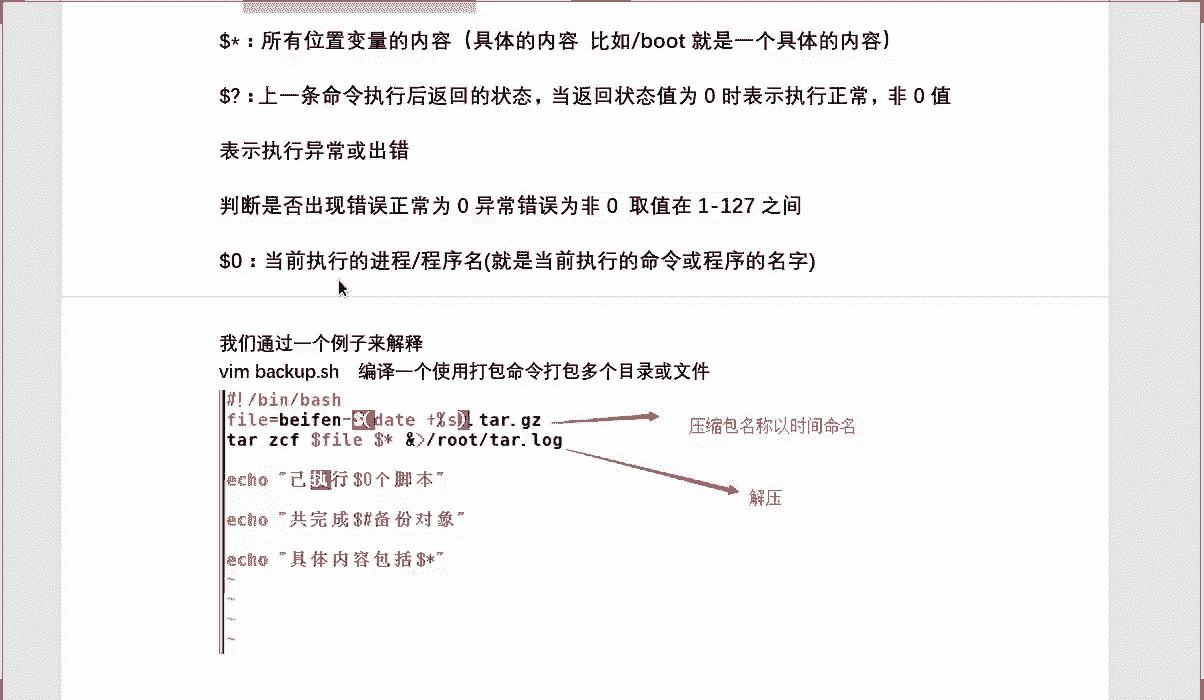 $*：所有位置变量的内容（具体的内容 比如/boot 就是一个具体的内容）
$?：上一条命令执行后返回的状态，当返回状态值为 0 时表示执行正常，非 0 值
表示执行异常或出错
判断是否出现错误正常为 0 异常错误为非 0 取值在 1-127 之间
$0：当前执行的进程/程序名(就是当前执行的命令或程序的名字)
我们通过一个例子来解释
vim backup.sh 编译一个使用打包命令打包多个目录或文件
#!/bin/bash
file=beifen-$(date +%s).tar.gz
压缩包名称以时间命名
tar zcf $file $* &>/root/tar.log
echo "己执行$0个脚本"
解压
echo "共完成$#备份对象"
echo "具体内容包括$*"
~
~
~
~